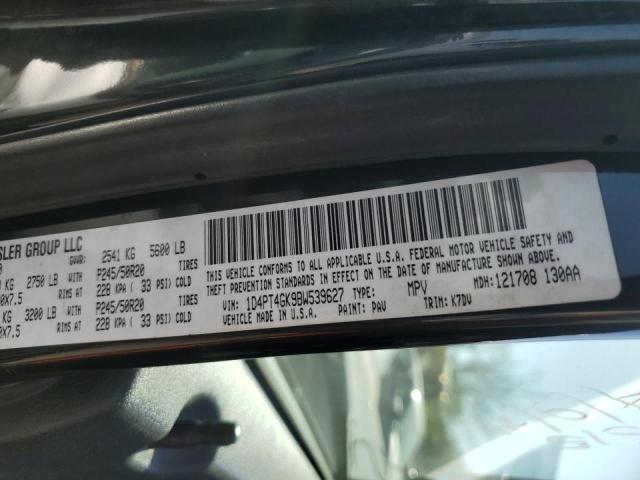 SLER GROUP LLC
GVWR: 2541 KG 5600 LB
KG 2750 LB WITH P245/50R20 TIRES
0X7.5 RIMS AT 228 KPA ( 33 PSI) COLD
KG 3200 LB WITH P245/50R20 TIRES
0X7.5 RIMS AT 228 KPA ( 33 PSI) COLD
THIS VEHICLE CONFORMS TO ALL APPLICABLE U.S.A. FEDERAL MOTOR VEHICLE SAFETY AND
THEFT PREVENTION STANDARDS IN EFFECT ON THE DATE OF MANUFACTURE SHOWN ABOVE.
VIN: 1D4PT4GK9BW539627 TYPE: MPV MDH: 121708 130AA
VEHICLE MADE IN U.S.A. PAINT: PAV TRIM: K7DV